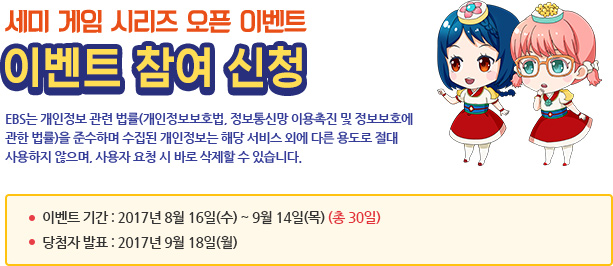 세미 게임 시리즈 오픈 이벤트
이벤트 참여 신청
EBS는 개인정보 관련 법률(개인정보보호법, 정보통신망 이용촉진 및 정보보호에
관한 법률)을 준수하며 수집된 개인정보는 해당 서비스 외에 다른 용도로 절대
사용하지 않으며, 사용자 요청 시 바로 삭제할 수 있습니다.
• 이벤트 기간 : 2017년 8월 16일(수) ~ 9월 14일(목) (총 30일)
• 당첨자 발표 : 2017년 9월 18일(월)